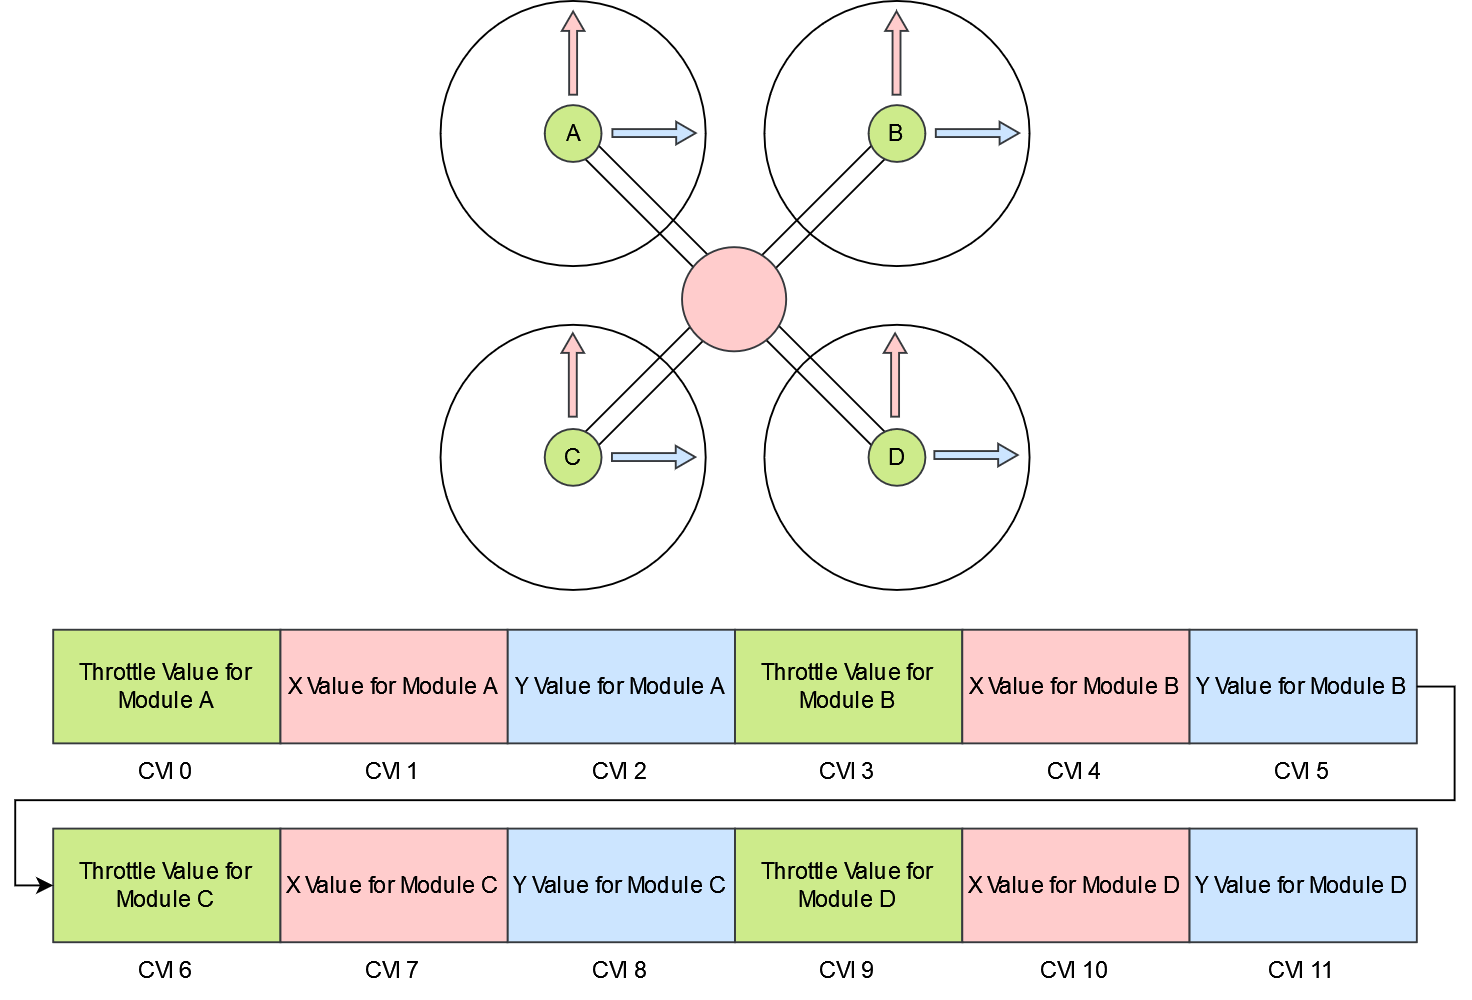 A
B
C
D
Throttle Value for
Module A
X Value for Module A
Y Value for Module A
Throttle Value for
Module B
X Value for Module B
Y Value for Module B
CVI 0
CVI 1
CVI 2
CVI 3
CVI 4
CVI 5
Throttle Value for
Module C
X Value for Module C
Y Value for Module C
Throttle Value for
Module D
X Value for Module D
Y Value for Module D
CVI 6
CVI 7
CVI 8
CVI 9
CVI 10
CVI 11